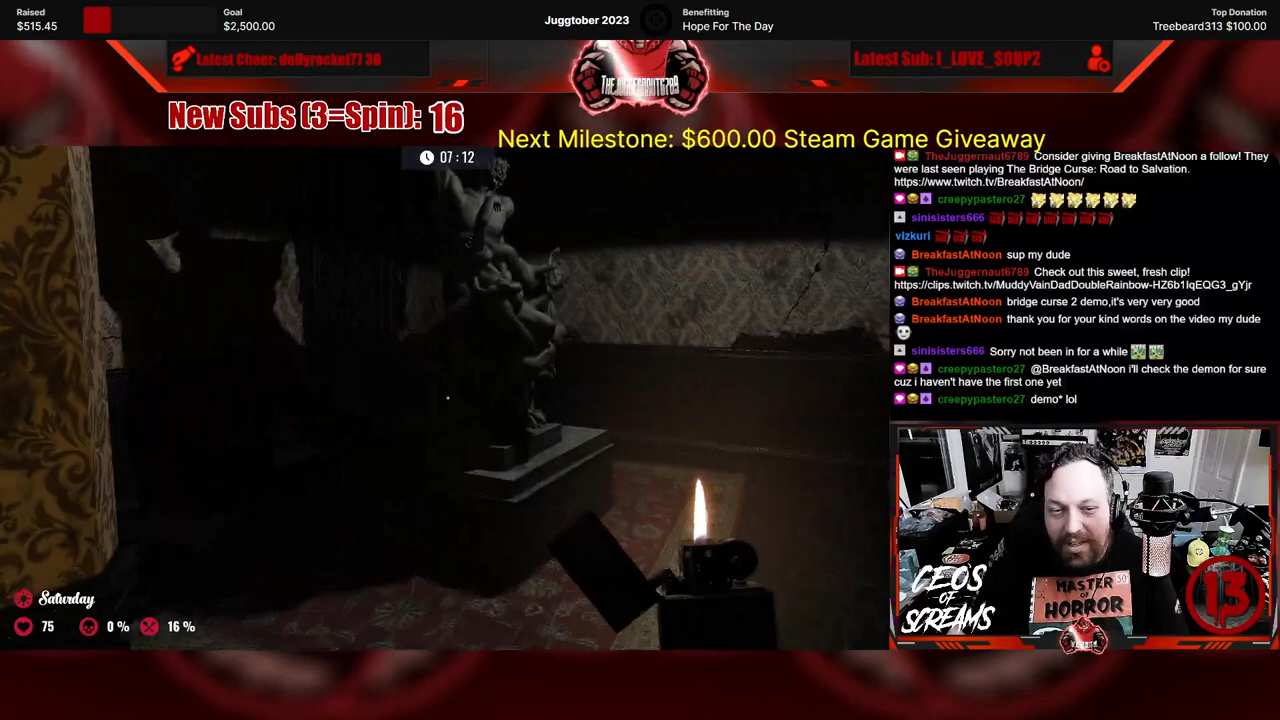 Raised
$515.45
Goal
$2,500.00
Juggtober 2023
Benefitting
Hope For The Day
Top Donation
Treebeard313 $100.00
Latest Cheer: dollyrocket77 30
THEJUGGERNAUT6789
Latest Sub: I_LOVE_SOUP2
New Subs (3=Spin): 16
Next Milestone: $600.00 Steam Game Giveaway
07:12
TheJuggernaut6789 Consider giving BreakfastAtNoon a follow! They
were last seen playing The Bridge Curse: Road to Salvation.
https://www.twitch.tv/BreakfastAtNoon/
creepypastero27
sinisisters666
vizkuri
BreakfastAtNoon sup my dude
TheJuggernaut6789 Check out this sweet, fresh clip!
https://clips.twitch.tv/MuddyVainDadDoubleRainbow-HZ6b1IqEQG3_gYjr
BreakfastAtNoon bridge curse 2 demo,it's very very good
BreakfastAtNoon thank you for your kind words on the video my dude
sinisisters666 Sorry not been in for a while
creepypastero27 @BreakfastAtNoon i'll check the demon for sure
cuz i haven't have the first one yet
creepypastero27 demo* lol
CEOS
OF
SCREAMS
MASTER
OF
HORROR
13
Saturday
75
0 %
16 %